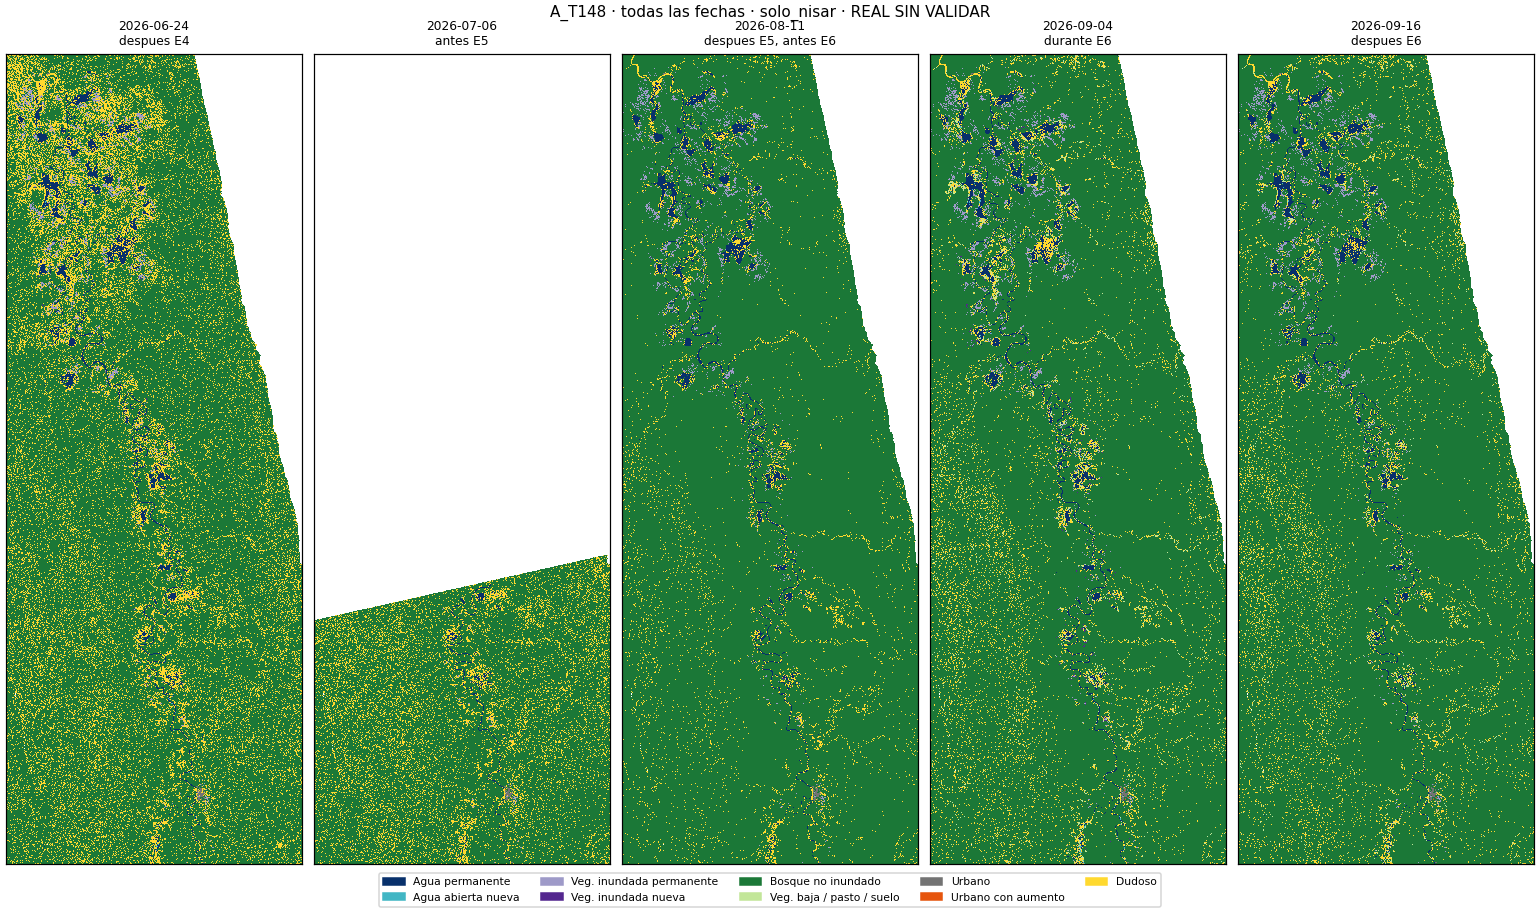 A_T148 · todas las fechas · solo_nisar · REAL SIN VALIDAR
2026-06-24
despues E4
2026-07-06
antes E5
2026-08-11
despues E5, antes E6
2026-09-04
durante E6
2026-09-16
despues E6
Agua permanente
Agua abierta nueva
Veg. inundada permanente
Veg. inundada nueva
Bosque no inundado
Veg. baja / pasto / suelo
Urbano
Urbano con aumento
Dudoso